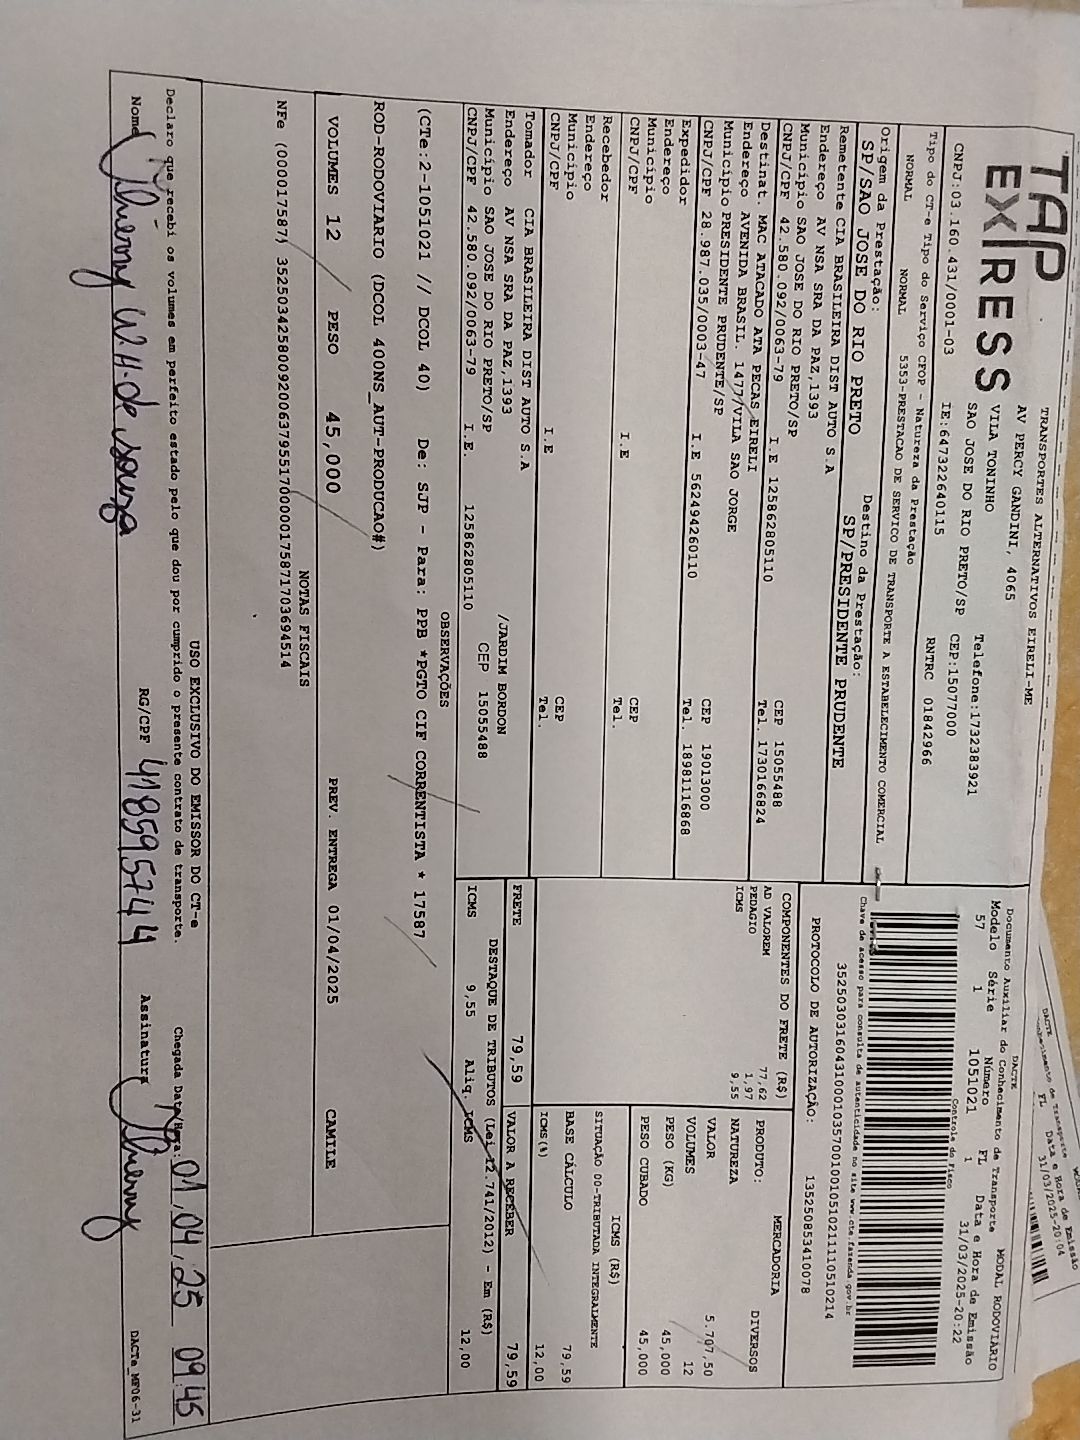 TAP
EXPRESS
TRANSPORTES ALTERNATIVOS EIRELI-ME
AV PERCY GANDINI, 4065
VILA TONINHO
SAO JOSE DO RIO PRETO/SP
Telefone:1732383921
CEP:15077000
CNPJ:03.160.431/0001-03
IE:647322640115
RNTRC 01842966
Tipo do CT-e Tipo do Serviço CFOP - Natureza da Prestação
NORMAL NORMAL 5353-PRESTACAO DE SERVICO DE TRANSPORTE A ESTABELECIMENTO COMERCIAL
Origem da Prestação: Destino da Prestação:
SP/SAO JOSE DO RIO PRETO SP/PRESIDENTE PRUDENTE
Remetente CIA BRASILEIRA DIST AUTO S.A
Endereço AV NSA SRA DA PAZ,1393
Município SAO JOSE DO RIO PRETO/SP CEP 15055488
CNPJ/CPF 42.580.092/0063-79 I.E 125862805110 Tel. 1730166824
Destinat. MAC ATACADO ATA PECAS EIRELI
Endereço AVENIDA BRASIL. 1477/VILA SAO JORGE
Município PRESIDENTE PRUDENTE/SP CEP 19013000
CNPJ/CPF 28.987.035/0003-47 I.E 562494260110 Tel. 18981116868
Expedidor
Endereço
Município CEP
CNPJ/CPF I.E Tel.
Recebedor
Endereço
Município CEP
CNPJ/CPF I.E Tel.
Tomador CIA BRASILEIRA DIST AUTO S.A
Endereço AV NSA SRA DA PAZ,1393 /JARDIM BORDON
Município SAO JOSE DO RIO PRETO/SP CEP 15055488
CNPJ/CPF 42.580.092/0063-79 I.E. 125862805110
DACTE
Documento Auxiliar do Conhecimento de Transporte MODAL RODOVIÁRIO
Modelo Série Número FL Data e Hora de Emissão
57 1 1051021 1 31/03/2025-20:22
Controle do Fisco
Chave de acesso para consulta de autenticidade no site www.cte.fazenda.gov.br
35250303160431000103570010010510211110510214
PROTOCOLO DE AUTORIZAÇÃO: 135250853410078
COMPONENTES DO FRETE (R$)
AD VALOREM 77,62
PEDAGIO 1,97
ICMS 9,55
MERCADORIA
PRODUTO: DIVERSOS
NATUREZA
VALOR 5.707,50
VOLUMES 12
PESO (KG) 45,000
PESO CUBADO 45,000
ICMS (R$)
SITUAÇÃO 00-TRIBUTADA INTEGRALMENTE
BASE CÁLCULO 79,59
ICMS(%) 12,00
FRETE 79,59 VALOR A RECEBER 79,59
DESTAQUE DE TRIBUTOS (Lei 12.741/2012) - Em (R$)
ICMS 9,55 Aliq. ICMS 12,00
OBSERVAÇÕES
(CTe:2-1051021 // DCOL 40) De: SJP - Para: PPB *PGTO CIF CORRENTISTA * 17587
ROD-RODOVIARIO (DCOL 400NS_AUT-PRODUCAO#)
VOLUMES 12 PESO 45,000 PREV. ENTREGA 01/04/2025 CAMILE
NOTAS FISCAIS
NFe (000017587) 35250342580092006379551700000175871703694514
USO EXCLUSIVO DO EMISSOR DO CT-e
Declaro que recebi os volumes em perfeito estado pelo que dou por cumprido o presente contrato de transporte.
Chegada Data/Hora: 01,04,25 09:45
Nome W. H. de souza RG/CPF 418595744 Assinatura
DACTe_MF06-31
DACTE
FL Data e Hora de Emissão
31/03/2025-20:04